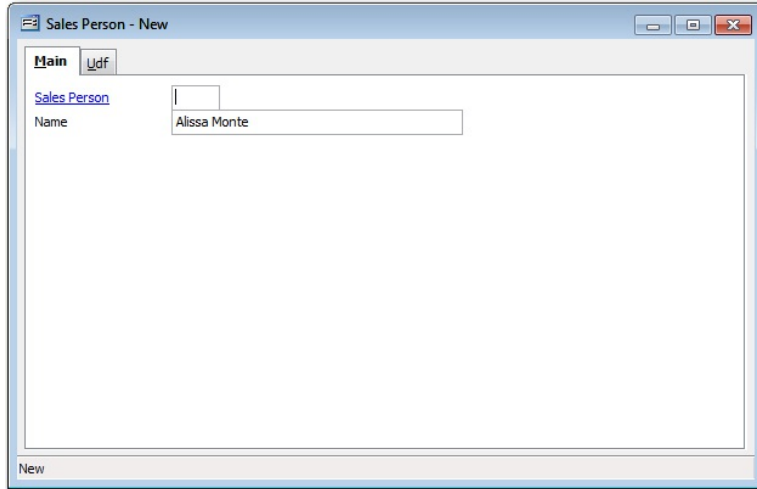 Sales Person - New
Main Udf
Sales Person
Name Alissa Monte
New